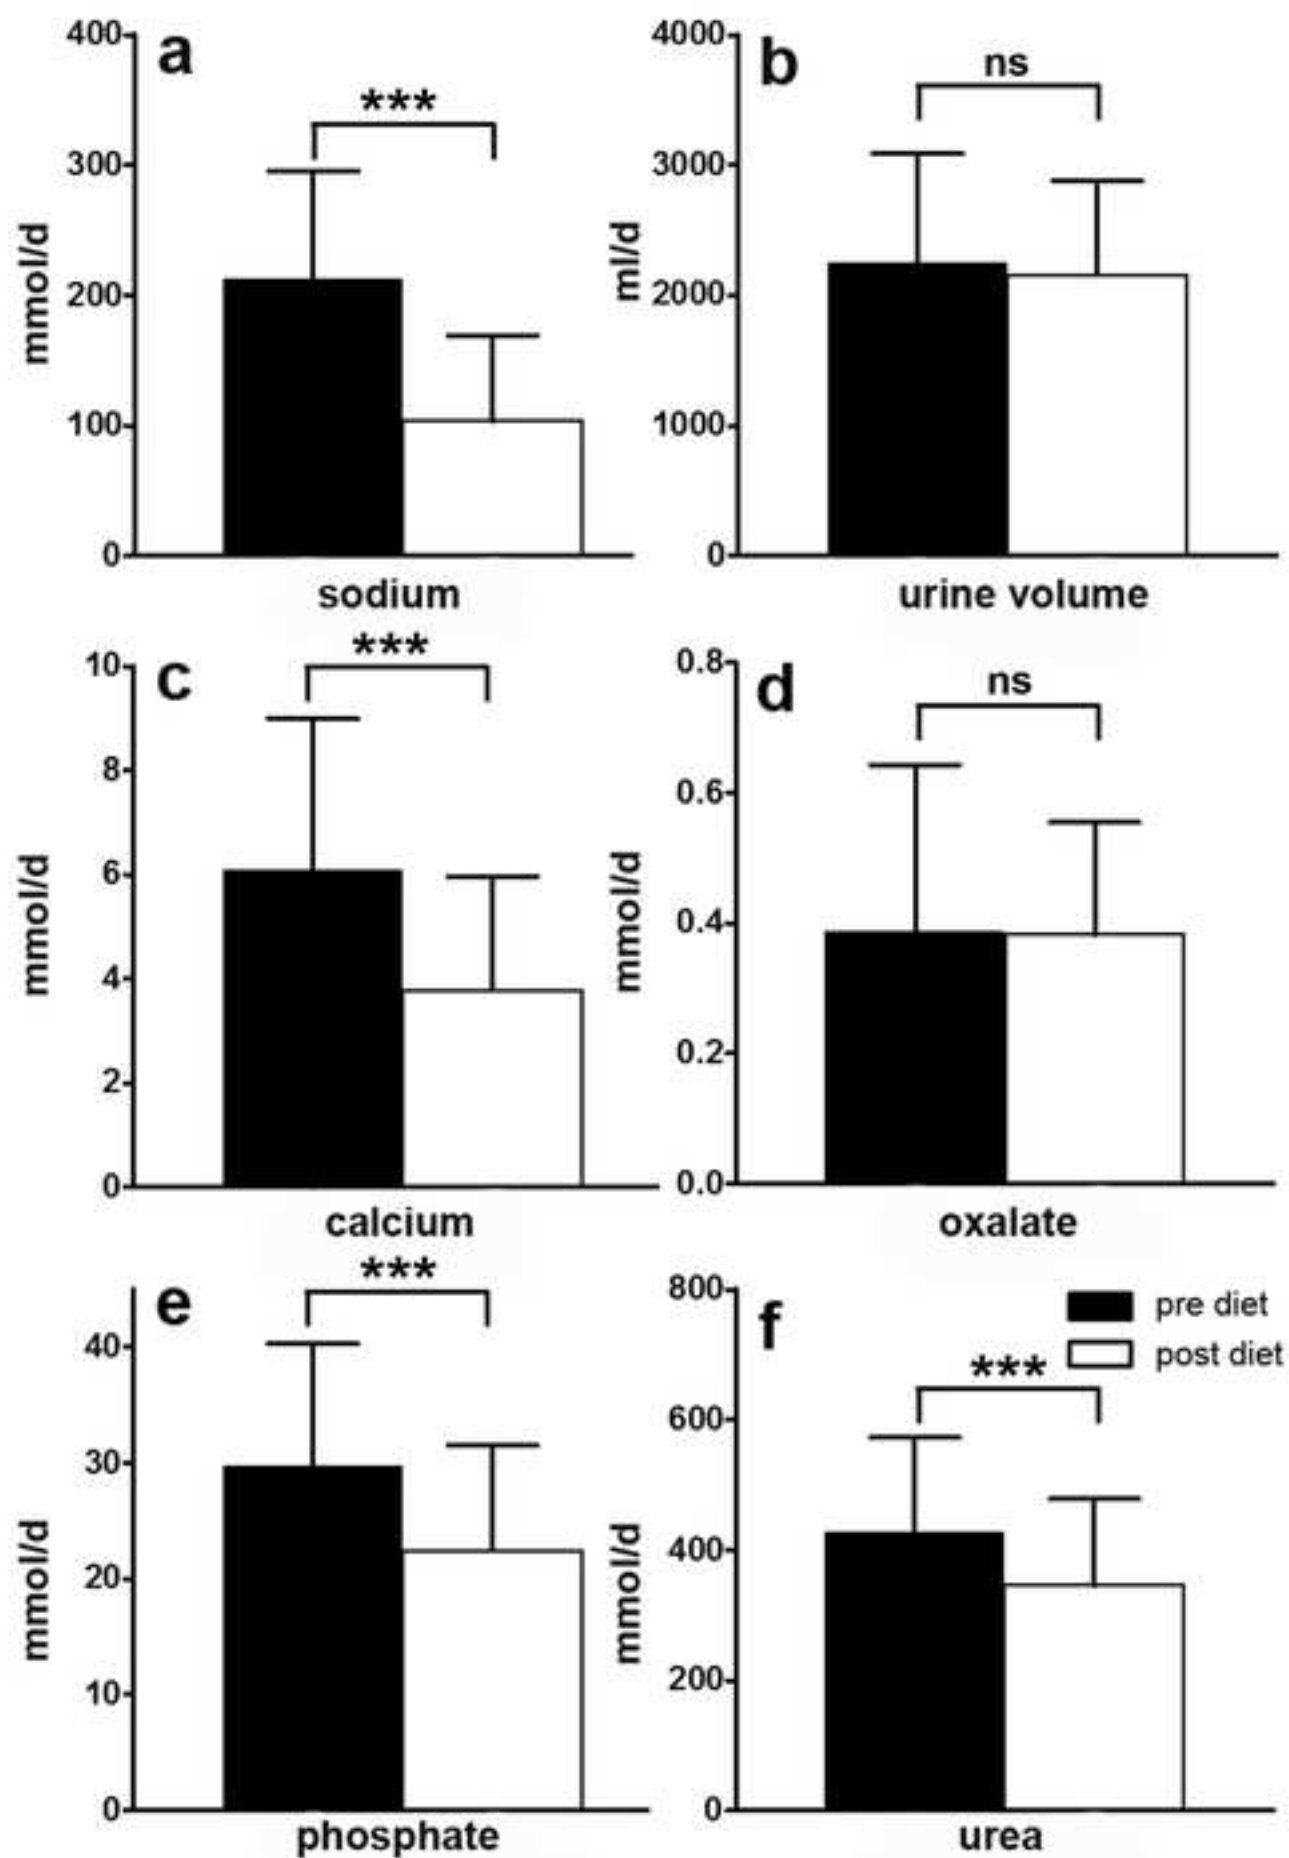 a
400
300
200
100
0
mmol/d
***
sodium
b
4000
3000
2000
1000
0
ml/d
ns
urine volume
c
10
8
6
4
2
0
mmol/d
***
calcium
d
0.8
0.6
0.4
0.2
0.0
mmol/d
ns
oxalate
e
40
30
20
10
0
mmol/d
***
phosphate
f
800
600
400
200
0
mmol/d
pre diet
post diet
***
urea